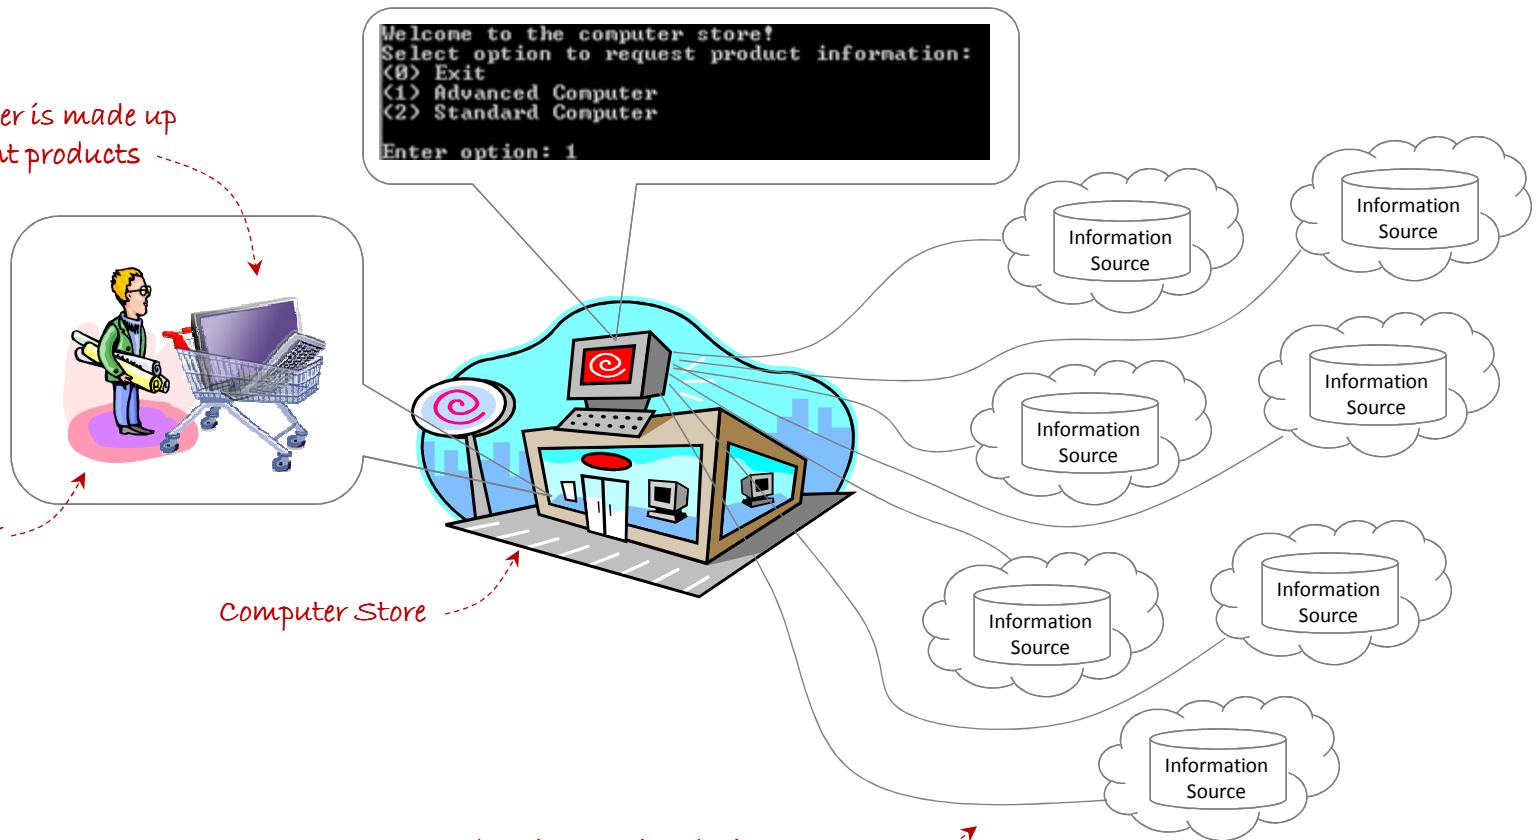 Welcome to the computer store!
Select option to request product information:
(0) Exit
(1) Advanced Computer
(2) Standard Computer
Enter option: 1
is made up
products
Computer Store
Information
Source
Information
Source
Information
Source
Information
Source
Information
Source
Information
Source
Information
Source